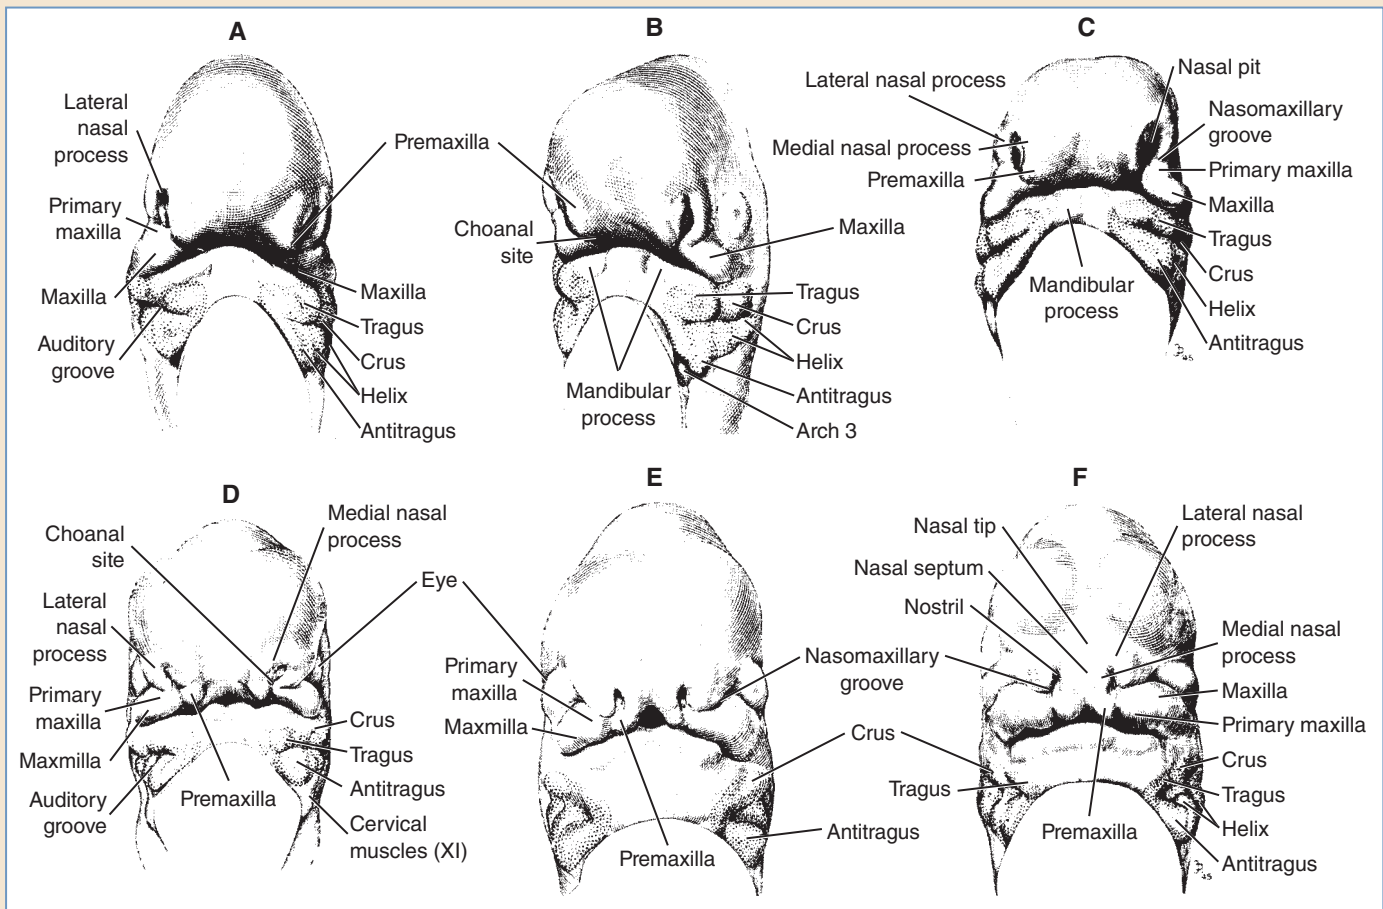 A
Lateral
nasal
process
Primary
maxilla
Maxilla
Auditory
groove
Premaxilla
Maxilla
Tragus
Crus
Helix
Antitragus
B
Choanal
site
Mandibular
process
Maxilla
Tragus
Crus
Helix
Antitragus
Arch 3
C
Lateral nasal process
Medial nasal process
Premaxilla
Mandibular
process
Nasal pit
Nasomaxillary
groove
Primary maxilla
Maxilla
Tragus
Crus
Helix
Antitragus
D
Choanal
site
Lateral
nasal
process
Primary
maxilla
Maxmilla
Auditory
groove
Premaxilla
Medial nasal
process
Eye
Crus
Tragus
Antitragus
Cervical
muscles (XI)
E
Primary
maxilla
Maxmilla
Premaxilla
Nasomaxillary
groove
Crus
Tragus
Antitragus
F
Nasal tip
Nasal septum
Nostril
Premaxilla
Lateral nasal
process
Medial nasal
process
Maxilla
Primary maxilla
Crus
Tragus
Helix
Antitragus